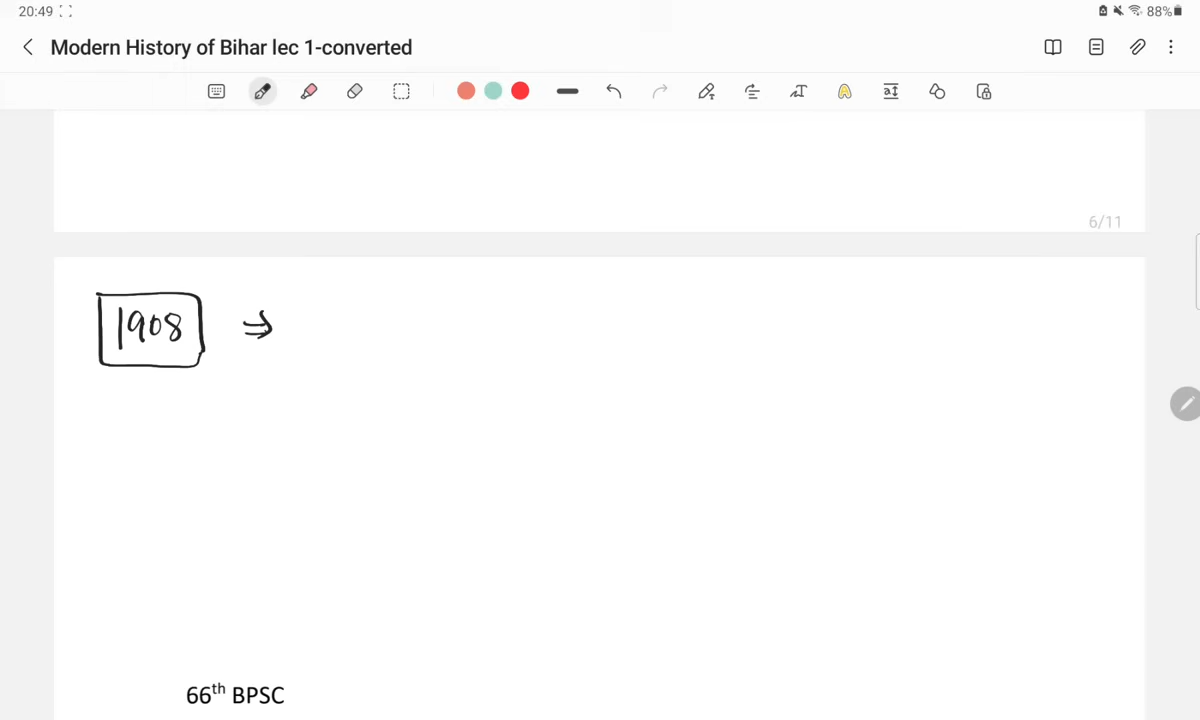 20:49 88%
Modern History of Bihar lec 1-converted
6/11
1908 ⇒
66th BPSC